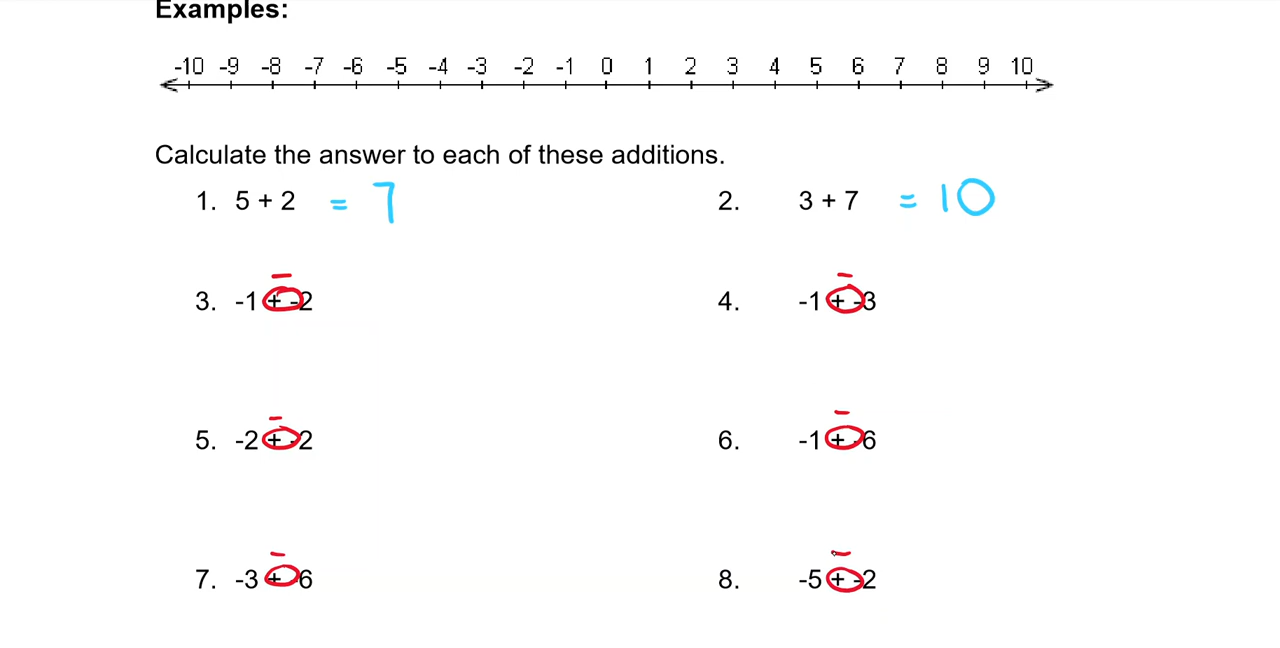 Examples:
-10 -9 -8 -7 -6 -5 -4 -3 -2 -1 0 1 2 3 4 5 6 7 8 9 10
Calculate the answer to each of these additions.
1. 5 + 2 = 7
2. 3 + 7 = 10
3. -1 + -2
4. -1 + -3
5. -2 + -2
6. -1 + -6
7. -3 + -6
8. -5 + -2